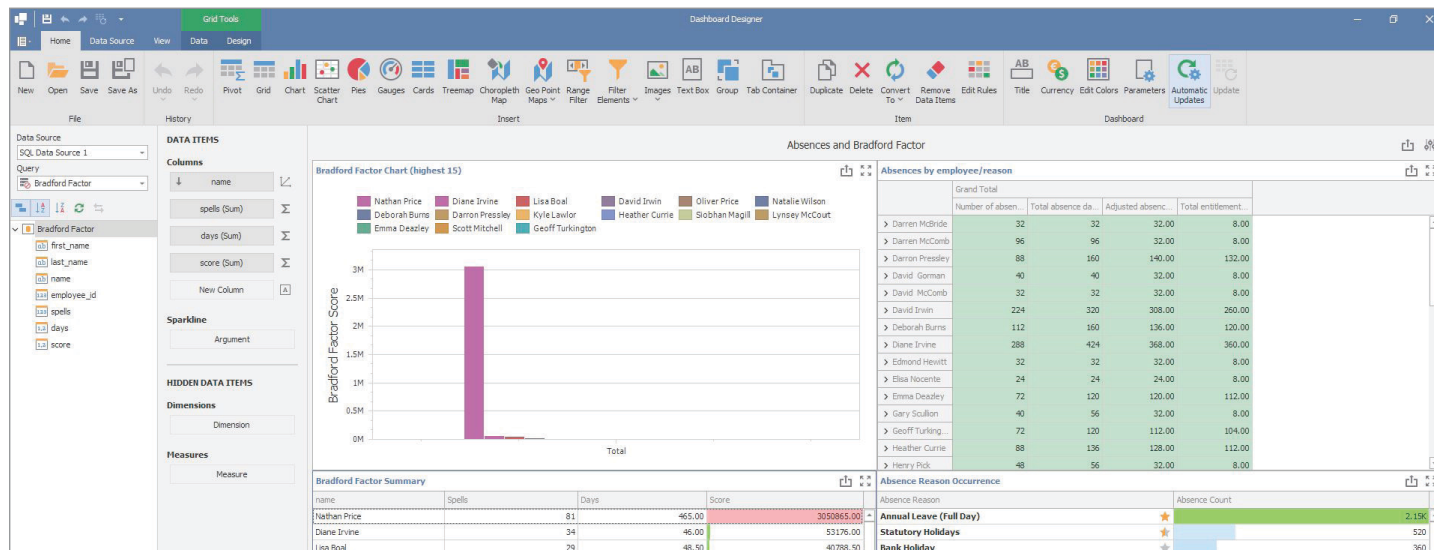 Grid Tools
Dashboard Designer
Home Data Source View Data Design
New Open Save Save As Undo Redo Pivot Grid Chart Scatter Chart Pies Gauges Cards Treemap Choropleth Map Geo Point Maps Range Filter Filter Elements Images Text Box Group Tab Container Duplicate Delete Convert To Remove Data Items Edit Rules Title Currency Edit Colors Parameters Automatic Updates Update
File History Insert Item Dashboard
Data Source
SQL Data Source 1
Query
Bradford Factor
Bradford Factor
first_name
last_name
name
employee_id
spells
days
score
DATA ITEMS
Columns
name
spells (Sum)
days (Sum)
score (Sum)
New Column
Sparkline
Argument
HIDDEN DATA ITEMS
Dimensions
Dimension
Measures
Measure
Absences and Bradford Factor
Bradford Factor Chart (highest 15)
Nathan Price Diane Irvine Lisa Boal David Irwin Oliver Price Natalie Wilson
Deborah Burns Darron Pressley Kyle Lawlor Heather Currie Siobhan Magill Lynsey McCourt
Emma Deazley Scott Mitchell Geoff Turkington
Bradford Factor Score
3M
2.5M
2M
1.5M
1M
0.5M
0M
Total
Absences by employee/reason
Grand Total
Number of absen... Total absence da... Adjusted absenc... Total entitlement...
Darren McBride 32 32 32.00 8.00
Darren McComb 96 96 32.00 8.00
Darron Pressley 88 160 140.00 132.00
David Gorman 40 40 32.00 8.00
David McComb 32 32 32.00 8.00
David Irwin 224 320 308.00 260.00
Deborah Burns 112 160 136.00 120.00
Diane Irvine 288 424 368.00 360.00
Edmond Hewitt 32 32 32.00 8.00
Elisa Nocente 24 24 24.00 8.00
Emma Deazley 72 120 120.00 112.00
Gary Scullion 40 56 32.00 8.00
Geoff Turking... 72 120 112.00 104.00
Heather Currie 88 136 128.00 112.00
Henry Pick 48 56 32.00 8.00
Bradford Factor Summary
name Spells Days Score
Nathan Price 81 465.00 3050865.00
Diane Irvine 34 46.00 53176.00
Lisa Boal 29 48.50 40788.50
Absence Reason Occurrence
Absence Reason Absence Count
Annual Leave (Full Day) 2.15K
Statutory Holidays 520
Bank Holiday 360